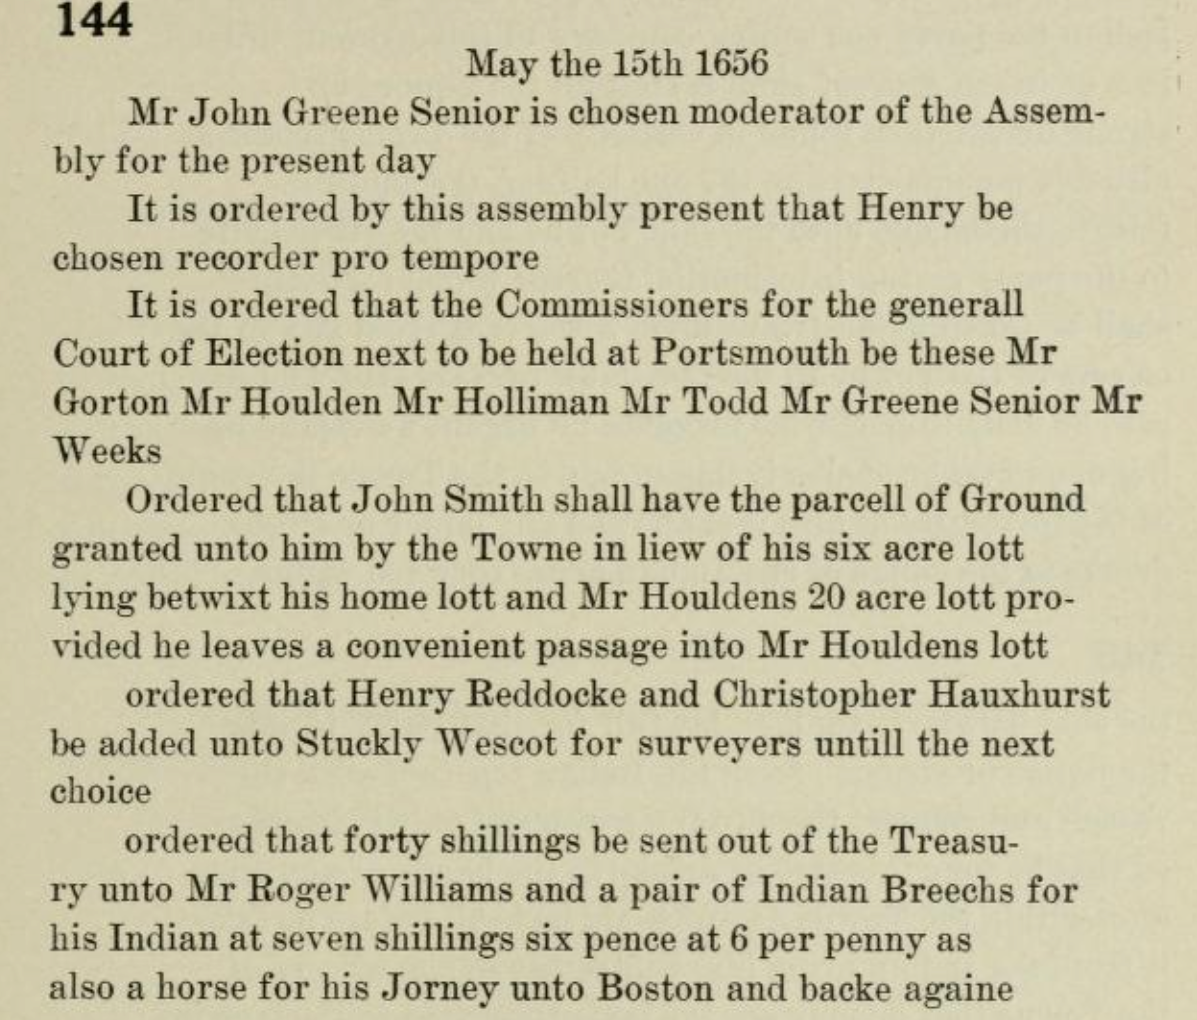 144
May the 15th 1656
Mr John Greene Senior is chosen moderator of the Assem-
bly for the present day
It is ordered by this assembly present that Henry be
chosen recorder pro tempore
It is ordered that the Commissioners for the generall
Court of Election next to be held at Portsmouth be these Mr
Gorton Mr Houlden Mr Holliman Mr Todd Mr Greene Senior Mr
Weeks
Ordered that John Smith shall have the parcell of Ground
granted unto him by the Towne in liew of his six acre lott
lying betwixt his home lott and Mr Houldens 20 acre lott pro-
vided he leaves a convenient passage into Mr Houldens lott
ordered that Henry Reddocke and Christopher Hauxhurst
be added unto Stuckly Wescot for surveyers untill the next
choice
ordered that forty shillings be sent out of the Treasu-
ry unto Mr Roger Williams and a pair of Indian Breechs for
his Indian at seven shillings six pence at 6 per penny as
also a horse for his Jorney unto Boston and backe againe